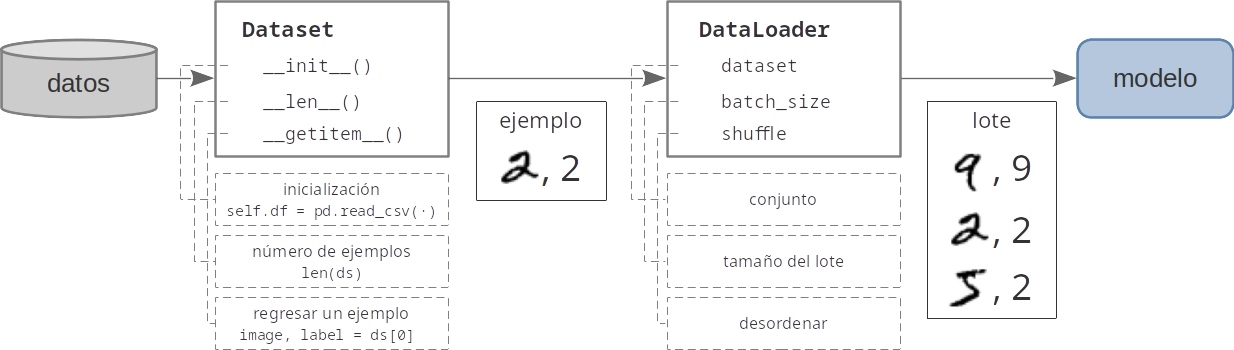 datos
Dataset
__init__()
__len__()
__getitem__()
inicialización
self.df = pd.read_csv(·)
número de ejemplos
len(ds)
regresar un ejemplo
image, label = ds[0]
ejemplo
2, 2
DataLoader
dataset
batch_size
shuffle
conjunto
tamaño del lote
desordenar
lote
9, 9
2, 2
5, 2
modelo